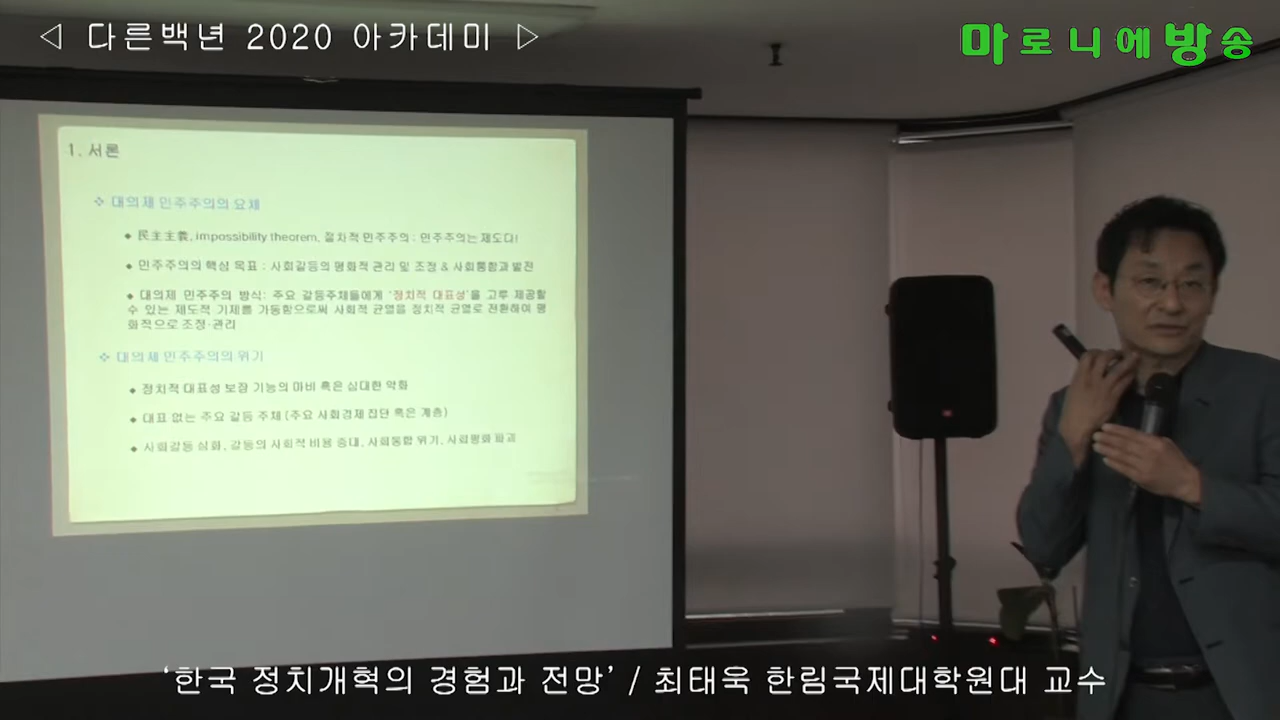 ◁ 다른백년 2020 아카데미 ▷
마로니에방송
1. 서론
❖ 대의제 민주주의의 요체
◆ 民主主義, impossibility theorem, 절차적 민주주의 : 민주주의는 제도다!
◆ 민주주의의 핵심 목표 : 사회갈등의 평화적 관리 및 조정 & 사회통합과 발전
◆ 대의제 민주주의 방식: 주요 갈등주체들에게 '정치적 대표성'을 고루 제공할
수 있는 제도적 기제를 가동함으로써 사회적 균열을 정치적 균열로 전환하여 평
화적으로 조정·관리
❖ 대의제 민주주의의 위기
◆ 정치적 대표성 보장 기능의 마비 혹은 심대한 약화
◆ 대표 없는 주요 갈등 주체 (주요 사회경제 집단 혹은 계층)
◆ 사회갈등 심화, 갈등의 사회적 비용 증대, 사회통합 위기, 사회평화 파괴
‘한국 정치개혁의 경험과 전망’ / 최태욱 한림국제대학원대 교수